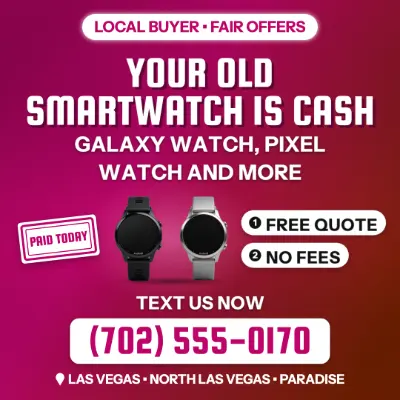 LOCAL BUYER • FAIR OFFERS
YOUR OLD
SMARTWATCH IS CASH
GALAXY WATCH, PIXEL
WATCH AND MORE
PAID TODAY
1 FREE QUOTE
2 NO FEES
TEXT US NOW
(702) 555-0170
LAS VEGAS • NORTH LAS VEGAS • PARADISE